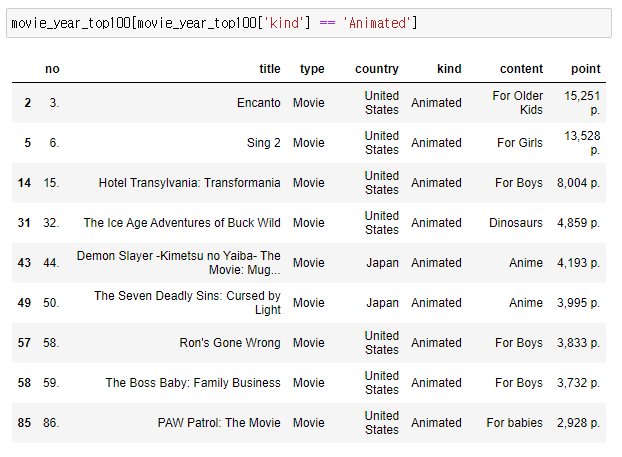 movie_year_top100[movie_year_top100['kind'] == 'Animated']
no title type country kind content point
2 3. Encanto Movie United States Animated For Older Kids 15,251 p.
5 6. Sing 2 Movie United States Animated For Girls 13,528 p.
14 15. Hotel Transylvania: Transformania Movie United States Animated For Boys 8,004 p.
31 32. The Ice Age Adventures of Buck Wild Movie United States Animated Dinosaurs 4,859 p.
43 44. Demon Slayer -Kimetsu no Yaiba- The Movie: Mug... Movie Japan Animated Anime 4,193 p.
49 50. The Seven Deadly Sins: Cursed by Light Movie Japan Animated Anime 3,995 p.
57 58. Ron's Gone Wrong Movie United States Animated For Boys 3,833 p.
58 59. The Boss Baby: Family Business Movie United States Animated For Boys 3,732 p.
85 86. PAW Patrol: The Movie Movie United States Animated For babies 2,928 p.